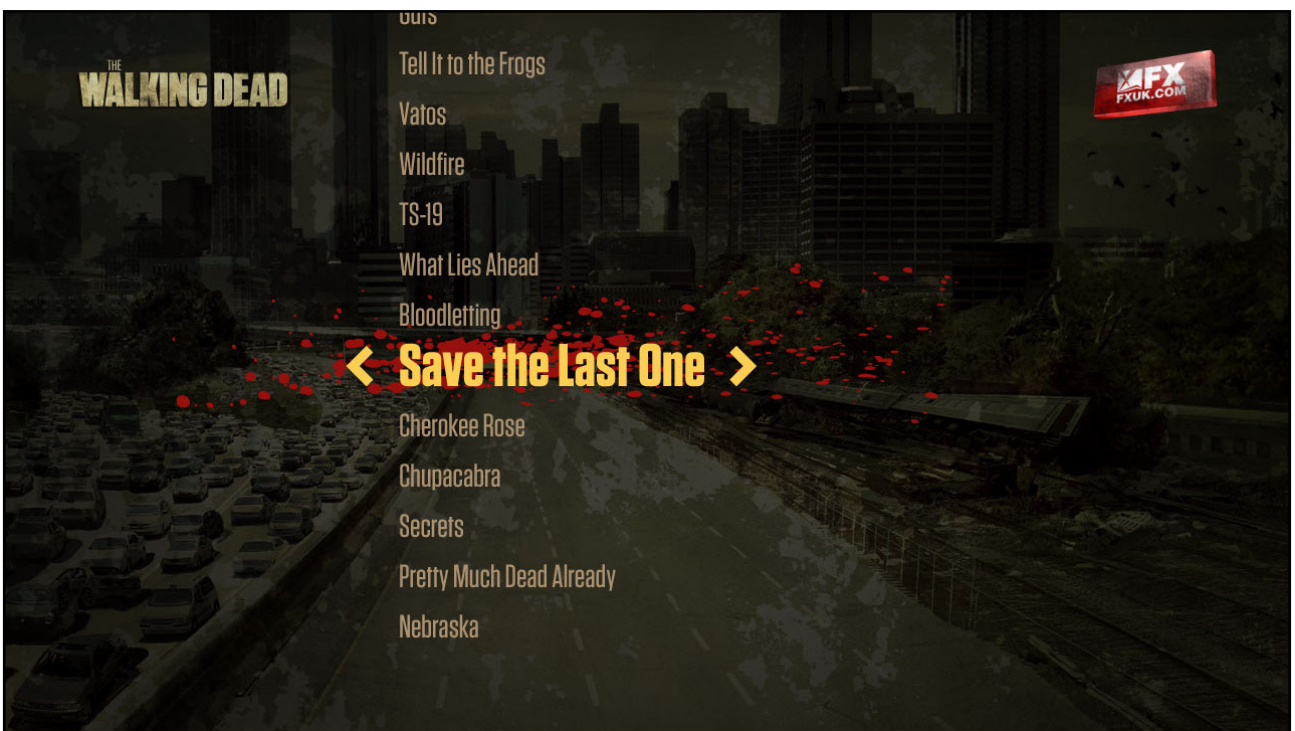 Guts
THE
WALKING DEAD
FX
FXUK.COM
Tell It to the Frogs
Vatos
Wildfire
TS-19
What Lies Ahead
Bloodletting
< Save the Last One >
Cherokee Rose
Chupacabra
Secrets
Pretty Much Dead Already
Nebraska